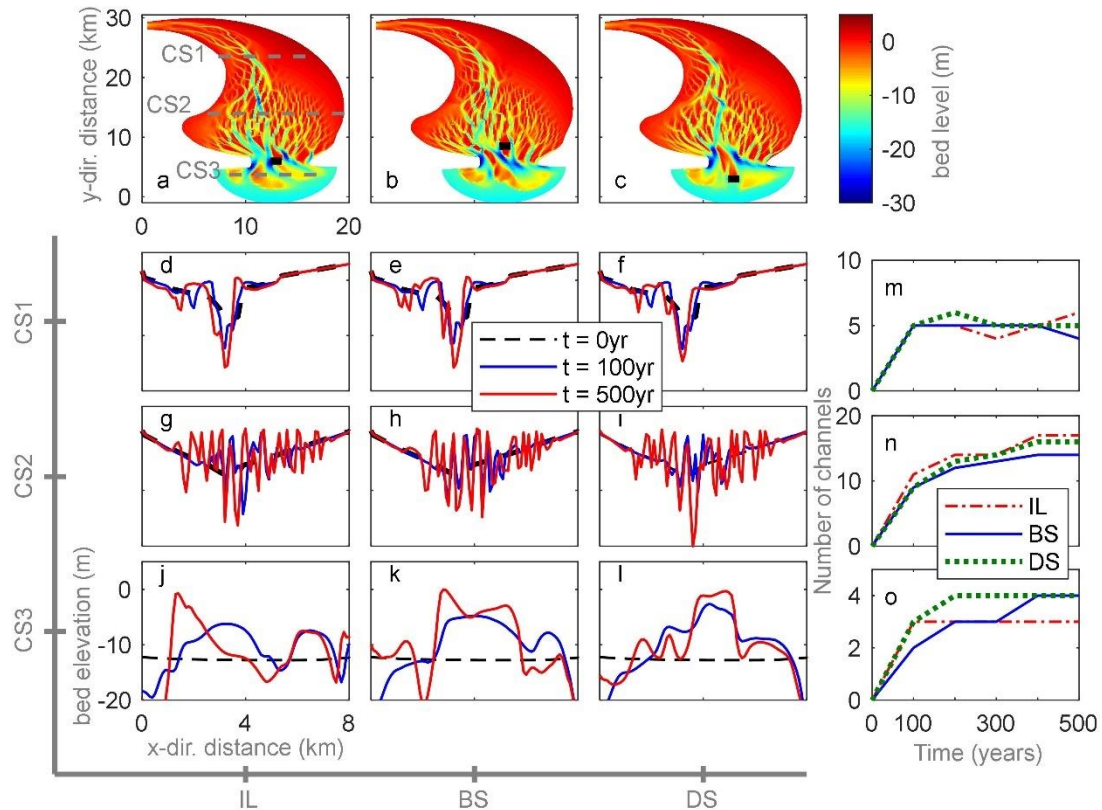 30
20
10
0
y-dir. distance (km)
CS1
CS2
CS3
a
b
c
0
10
20
0
-10
-20
-30
bed level (m)
CS1
d
e
f
t = 0yr
t = 100yr
t = 500yr
10
5
0
m
CS2
g
h
i
20
10
0
n
Number of channels
IL
BS
DS
CS3
bed elevation (m)
0
-10
-20
j
k
l
4
2
0
o
0
4
8
x-dir. distance (km)
0
100
300
500
Time (years)
IL
BS
DS